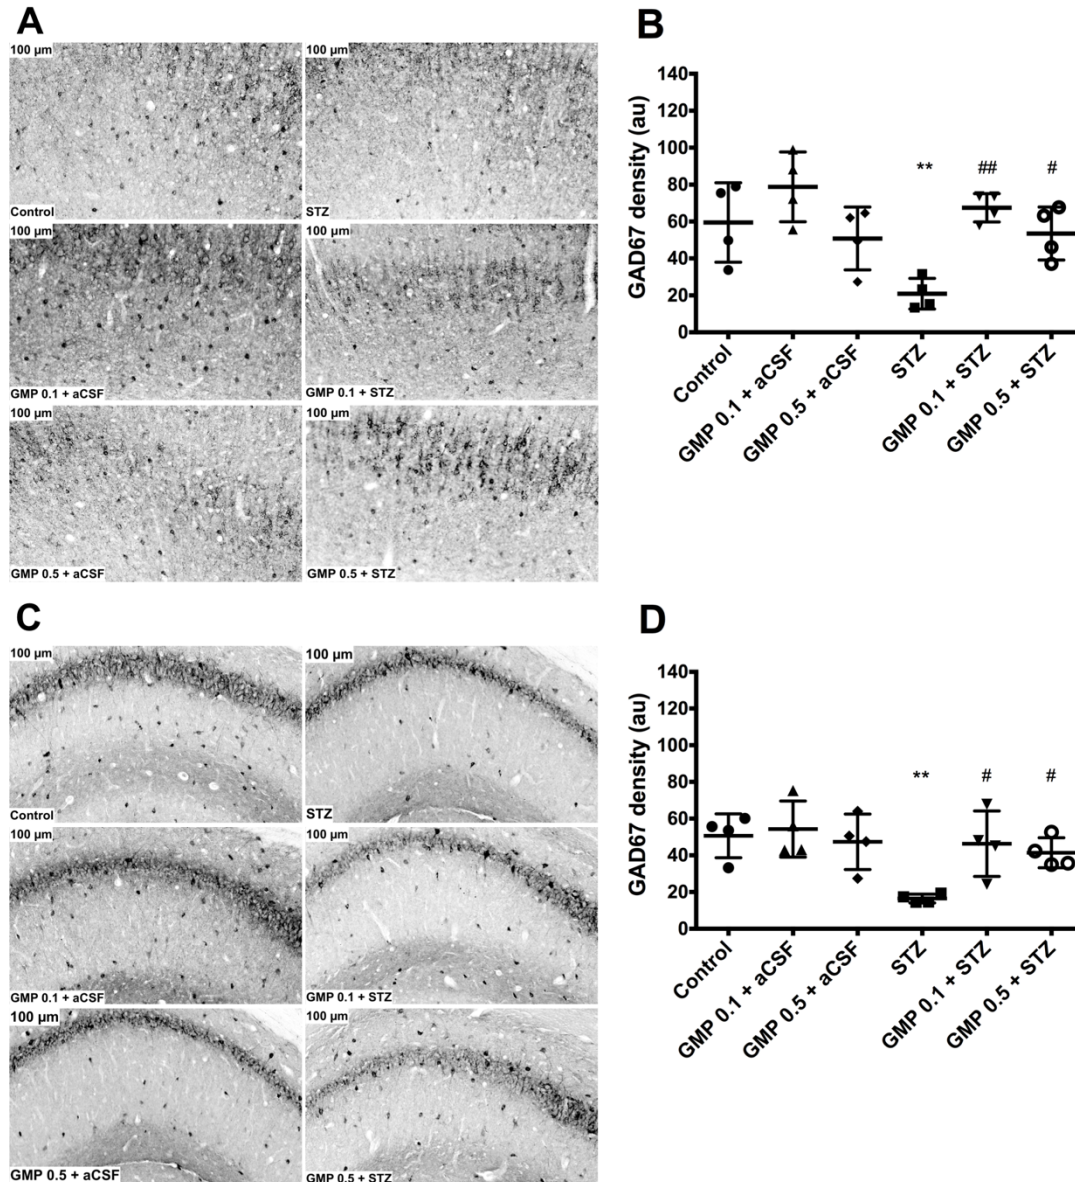 A
100 µm
100 µm
Control
STZ
100 µm
100 µm
GMP 0.1 + aCSF
GMP 0.1 + STZ
100 µm
100 µm
GMP 0.5 + aCSF
GMP 0.5 + STZ
B
GAD67 density (au)
140
120
100
80
60
40
20
0
**
##
#
Control
GMP 0.1 + aCSF
GMP 0.5 + aCSF
STZ
GMP 0.1 + STZ
GMP 0.5 + STZ
C
100 µm
100 µm
Control
STZ
100 µm
100 µm
GMP 0.1 + aCSF
GMP 0.1 + STZ
100 µm
100 µm
GMP 0.5 + aCSF
GMP 0.5 + STZ
D
GAD67 density (au)
140
120
100
80
60
40
20
0
**
#
#
Control
GMP 0.1 + aCSF
GMP 0.5 + aCSF
STZ
GMP 0.1 + STZ
GMP 0.5 + STZ